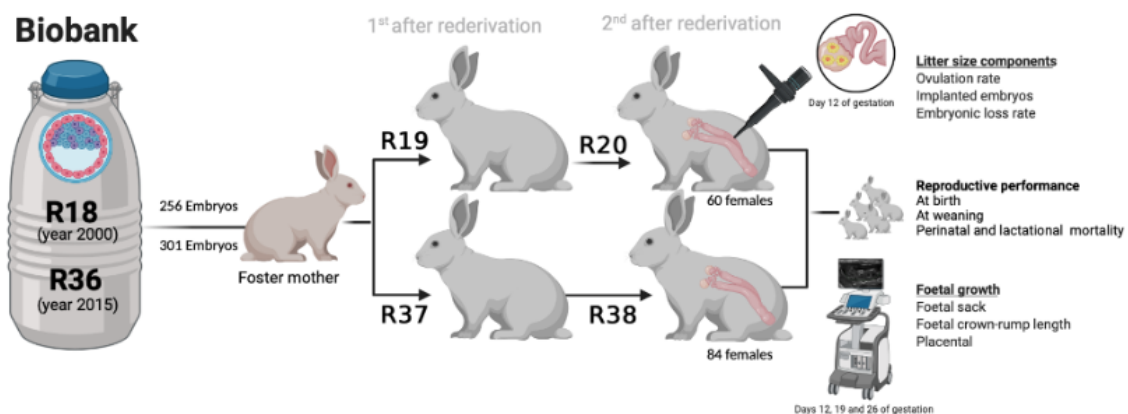 Biobank
R18
(year 2000)
R36
(year 2015)
256 Embryos
301 Embryos
Foster mother
1st after rederivation
2nd after rederivation
R19
R20
60 females
R37
R38
84 females
Day 12 of gestation
Litter size components
Ovulation rate
Implanted embryos
Embryonic loss rate
Reproductive performance
At birth
At weaning
Perinatal and lactational mortality
Foetal growth
Foetal sack
Foetal crown-rump length
Placental
Days 12, 19 and 26 of gestation